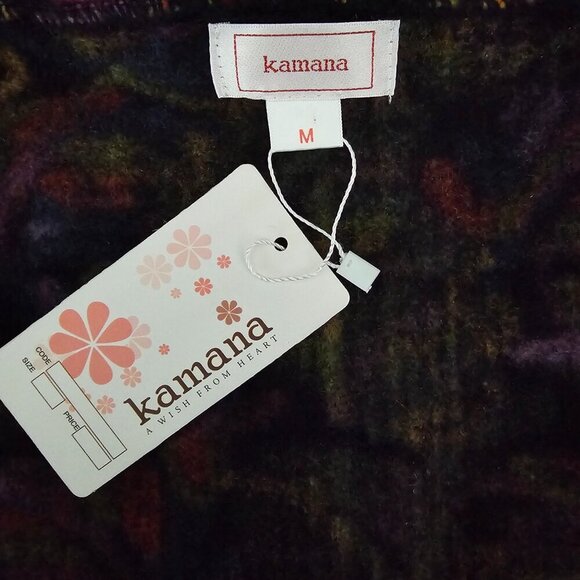 kamana
M
kamana
A WISH FROM HEART
CODE
SIZE
PRICE